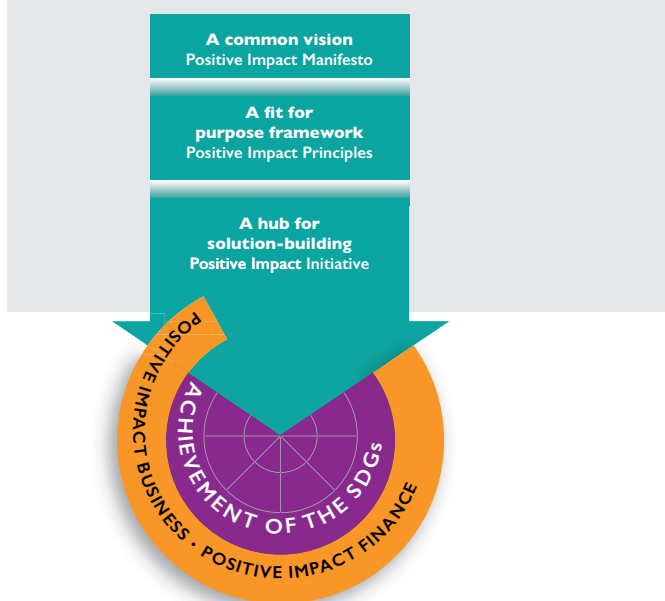 A common vision
Positive Impact Manifesto
A fit for
purpose framework
Positive Impact Principles
A hub for
solution-building
Positive Impact Initiative
POSITIVE IMPACT BUSINESS • POSITIVE IMPACT FINANCE
ACHIEVEMENT OF THE SDGs